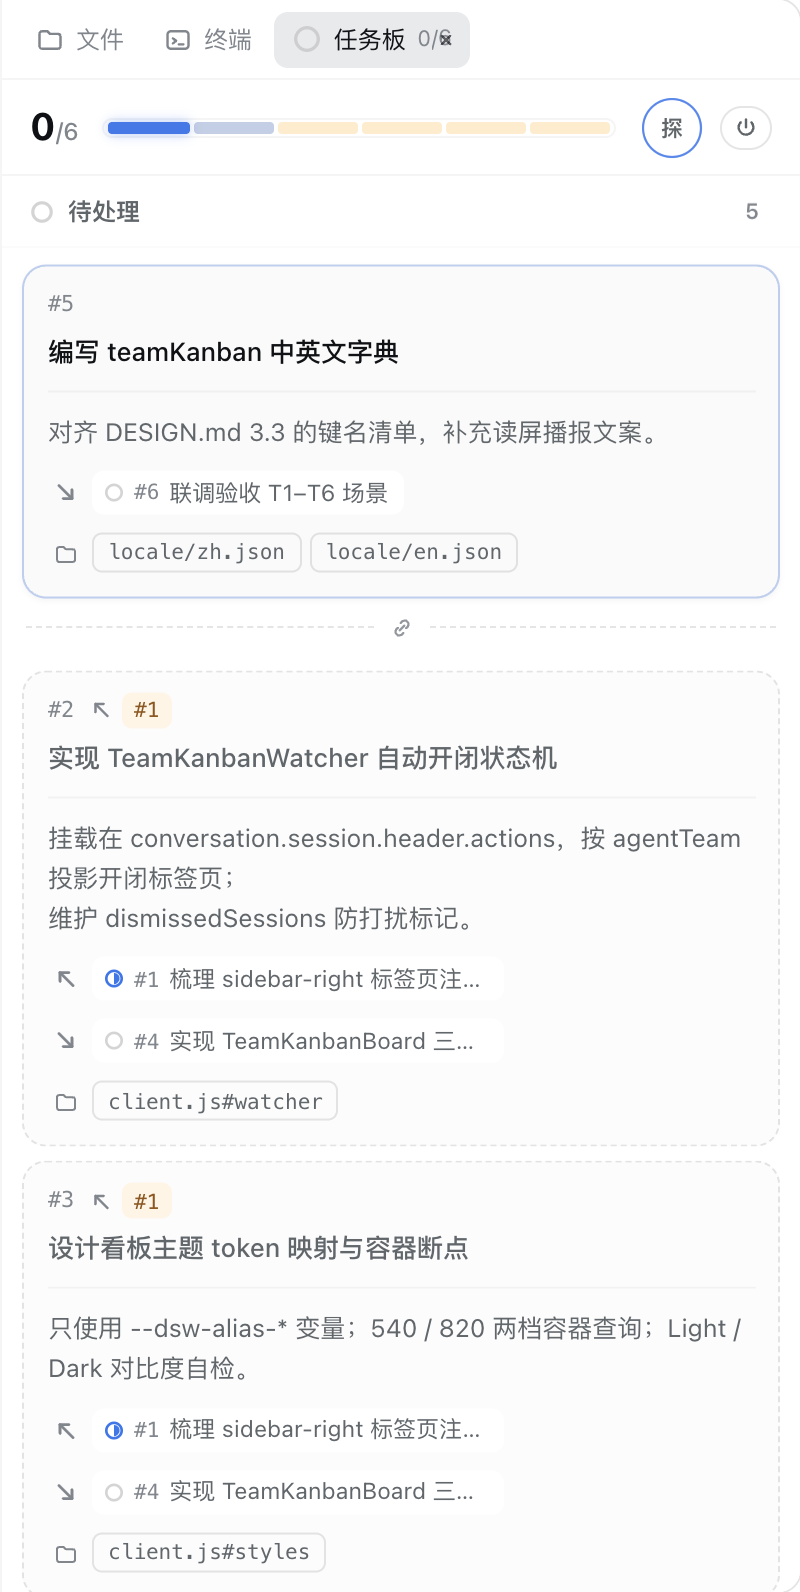 文件 终端 任务板 0/6
0/6 探
待处理 5
#5
编写 teamKanban 中英文字典
对齐 DESIGN.md 3.3 的键名清单，补充读屏播报文案。
#6 联调验收 T1–T6 场景
locale/zh.json locale/en.json
#2 #1
实现 TeamKanbanWatcher 自动开闭状态机
挂载在 conversation.session.header.actions，按 agentTeam
投影开闭标签页；
维护 dismissedSessions 防打扰标记。
#1 梳理 sidebar-right 标签页注...
#4 实现 TeamKanbanBoard 三...
client.js#watcher
#3 #1
设计看板主题 token 映射与容器断点
只使用 --dsw-alias-* 变量；540 / 820 两档容器查询；Light /
Dark 对比度自检。
#1 梳理 sidebar-right 标签页注...
#4 实现 TeamKanbanBoard 三...
client.js#styles